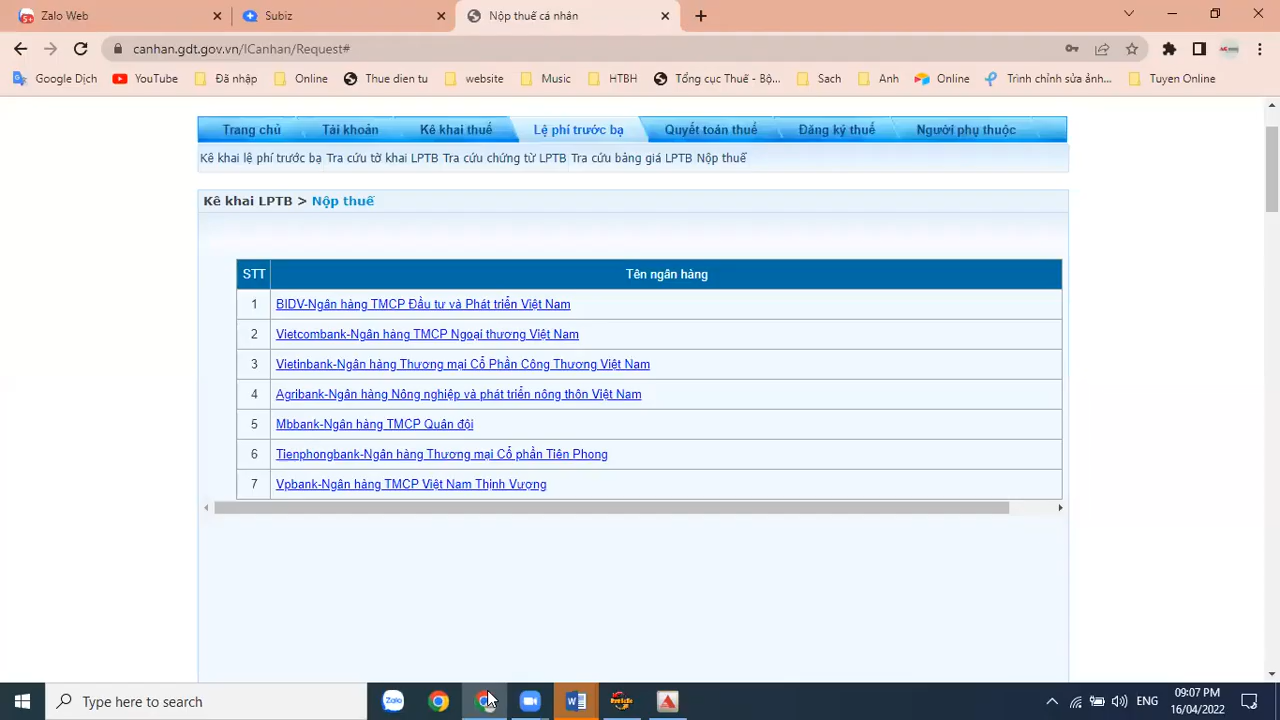 Zalo Web
Subiz
Nộp thuế cá nhân
canhan.gdt.gov.vn/ICanhan/Request#
Google Dịch YouTube Đã nhập Online Thue dien tu website Music HTBH Tổng cục Thuế - Bộ... Sach Anh Online Trình chỉnh sửa ảnh... Tuyen Online
Trang chủ Tài khoản Kê khai thuế Lệ phí trước bạ Quyết toán thuế Đăng ký thuế Người phụ thuộc
Kê khai lệ phí trước bạ Tra cứu tờ khai LPTB Tra cứu chứng từ LPTB Tra cứu bảng giá LPTB Nộp thuế
Kê khai LPTB > Nộp thuế
STT Tên ngân hàng
1 BIDV-Ngân hàng TMCP Đầu tư và Phát triển Việt Nam
2 Vietcombank-Ngân hàng TMCP Ngoại thương Việt Nam
3 Vietinbank-Ngân hàng Thương mại Cổ Phần Công Thương Việt Nam
4 Agribank-Ngân hàng Nông nghiệp và phát triển nông thôn Việt Nam
5 Mbbank-Ngân hàng TMCP Quân đội
6 Tienphongbank-Ngân hàng Thương mại Cổ phần Tiên Phong
7 Vpbank-Ngân hàng TMCP Việt Nam Thịnh Vượng
Type here to search
Zalo
ENG
09:07 PM
16/04/2022